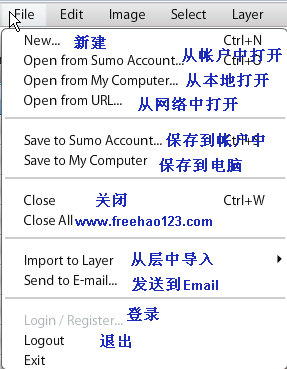 File Edit Image Select Layer
New... 新建 Ctrl+N
Open from Sumo Account... 从帐户中打开
Open from My Computer... 从本地打开
Open from URL... 从网络中打开
Save to Sumo Account... 保存到帐户中
Save to My Computer 保存到电脑
Close 关闭 Ctrl+W
Close All www.freehao123.com
Import to Layer 从层中导入
Send to E-mail... 发送到Email
Login / Register... 登录
Logout 退出
Exit